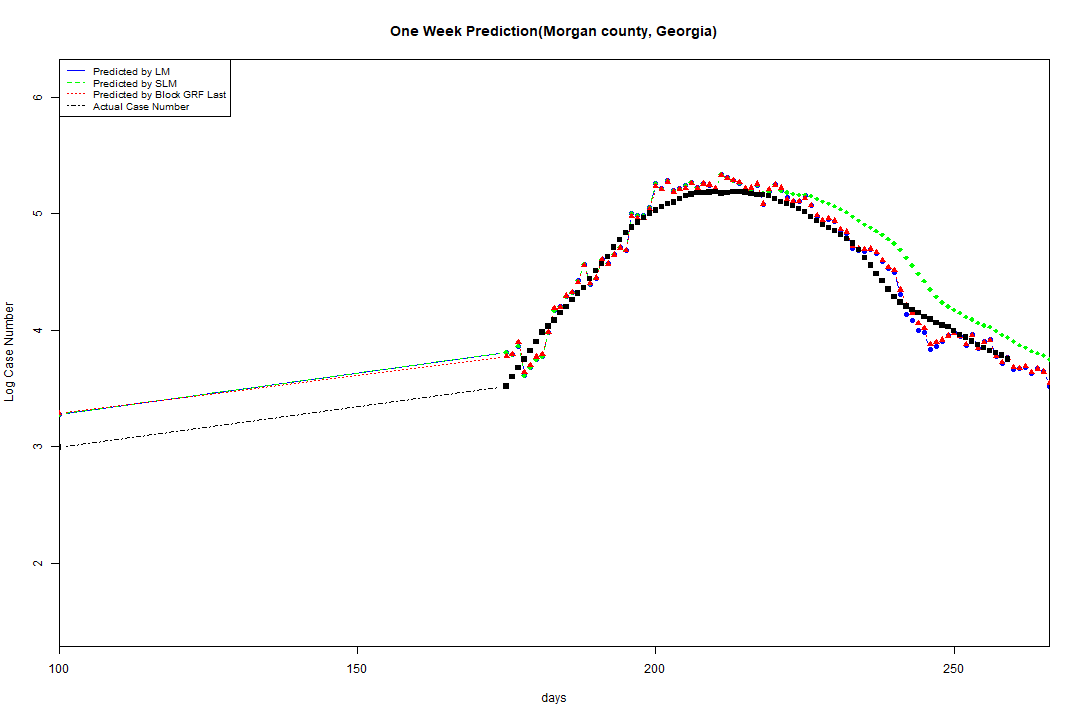 One Week Prediction(Morgan county, Georgia)
Predicted by LM
Predicted by SLM
Predicted by Block GRF Last
Actual Case Number
6
5
4
3
2
Log Case Number
100 150 200 250
days